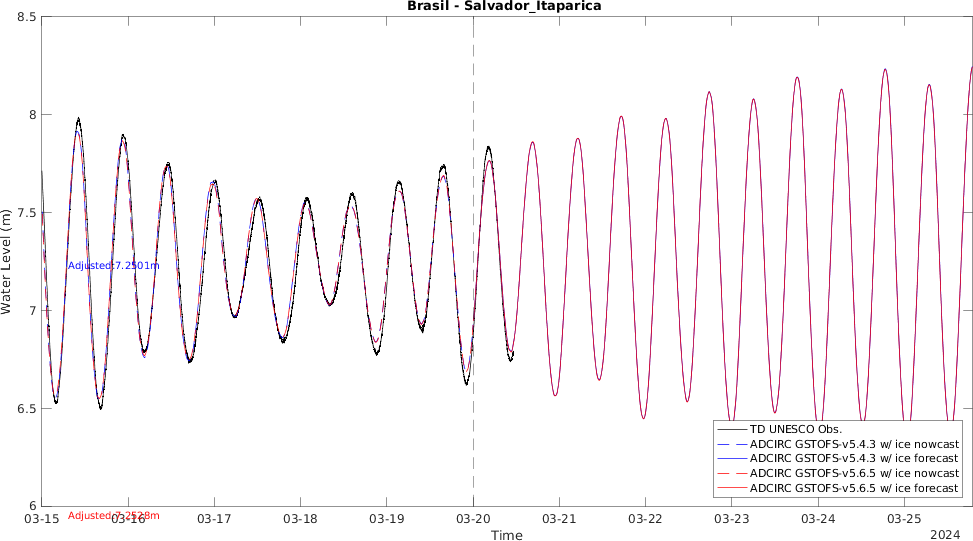 Brasil - Salvador_Itaparica
8.5
8
7.5
7
6.5
6
Water Level (m)
Adjusted:7.2501m
Adjusted:7.2528m
TD UNESCO Obs.
ADCIRC GSTOFS-v5.4.3 w/ ice nowcast
ADCIRC GSTOFS-v5.4.3 w/ ice forecast
ADCIRC GSTOFS-v5.6.5 w/ ice nowcast
ADCIRC GSTOFS-v5.6.5 w/ ice forecast
03-15 03-16 03-17 03-18 03-19 03-20 03-21 03-22 03-23 03-24 03-25
Time
2024